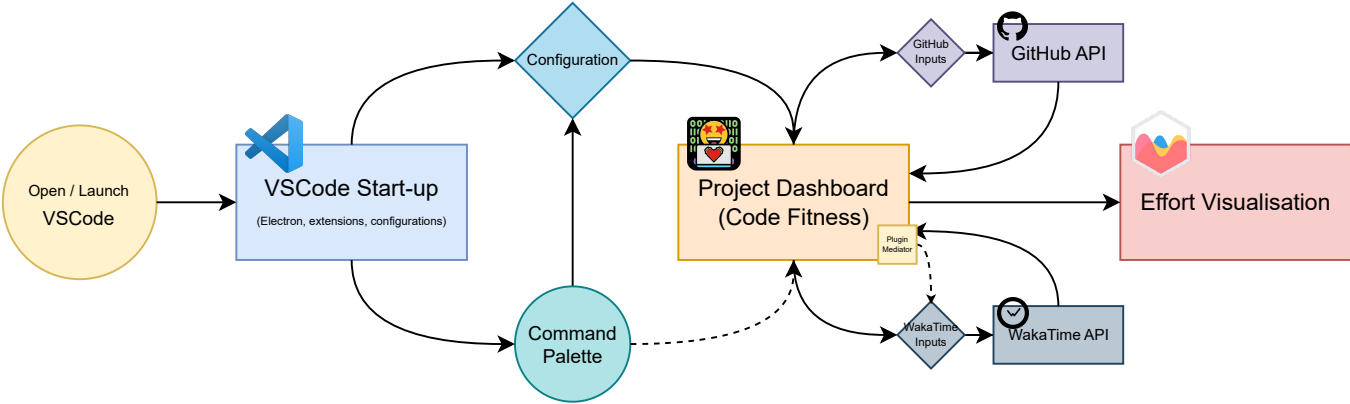 Open / Launch
VSCode
VSCode Start-up
(Electron, extensions, configurations)
Configuration
Command
Palette
Project Dashboard
(Code Fitness)
Plugin
Mediator
GitHub
Inputs
GitHub API
WakaTime
Inputs
WakaTime API
Effort Visualisation